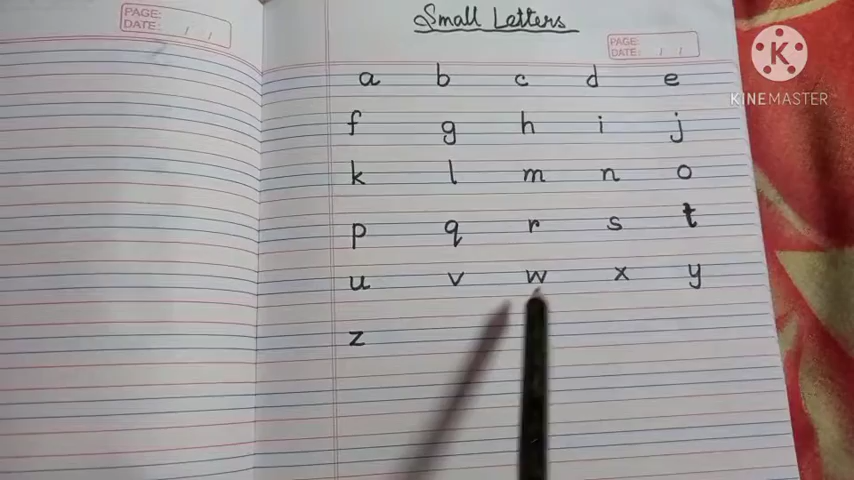 PAGE:
DATE: / /
Small Letters
PAGE:
DATE: / /
K
KINEMASTER
a b c d e
f g h i j
k l m n o
p q r s t
u v w x y
z